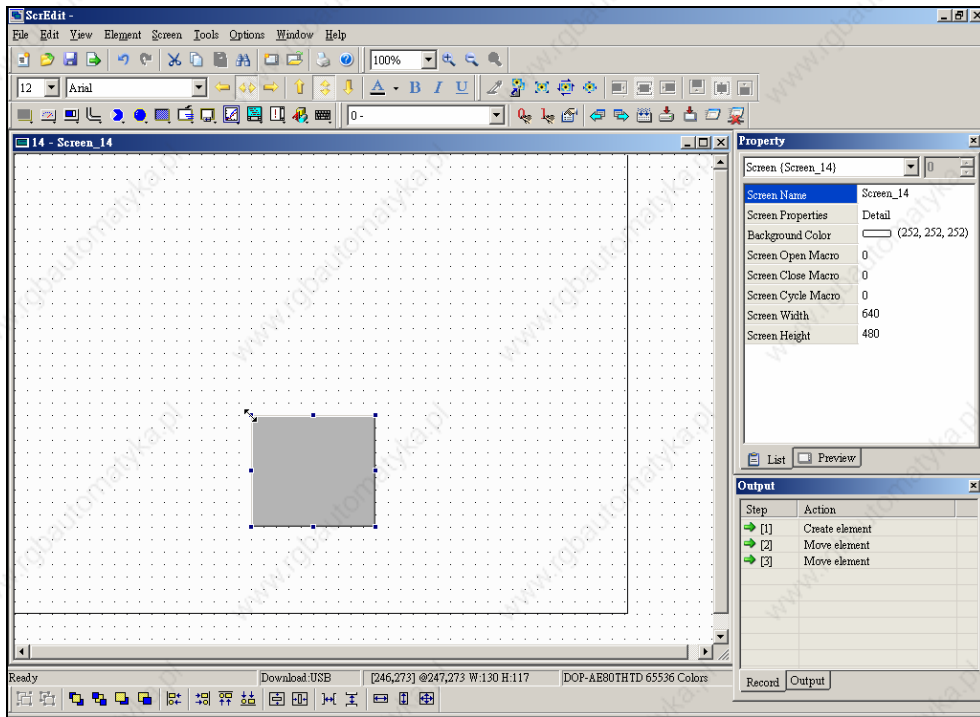 ScrEdit -
File Edit View Element Screen Tools Options Window Help
100%
12 Arial A B I U
0 -
14 - Screen_14
Property
Screen {Screen_14} 0
Screen Name Screen_14
Screen Properties Detail
Background Color (252, 252, 252)
Screen Open Macro 0
Screen Close Macro 0
Screen Cycle Macro 0
Screen Width 640
Screen Height 480
List Preview
Output
Step Action
[1] Create element
[2] Move element
[3] Move element
Record Output
Ready Download:USB [246,273] @247,273 W:130 H:117 DOP-AE80THTD 65536 Colors
www.rgbautomatyka.pl